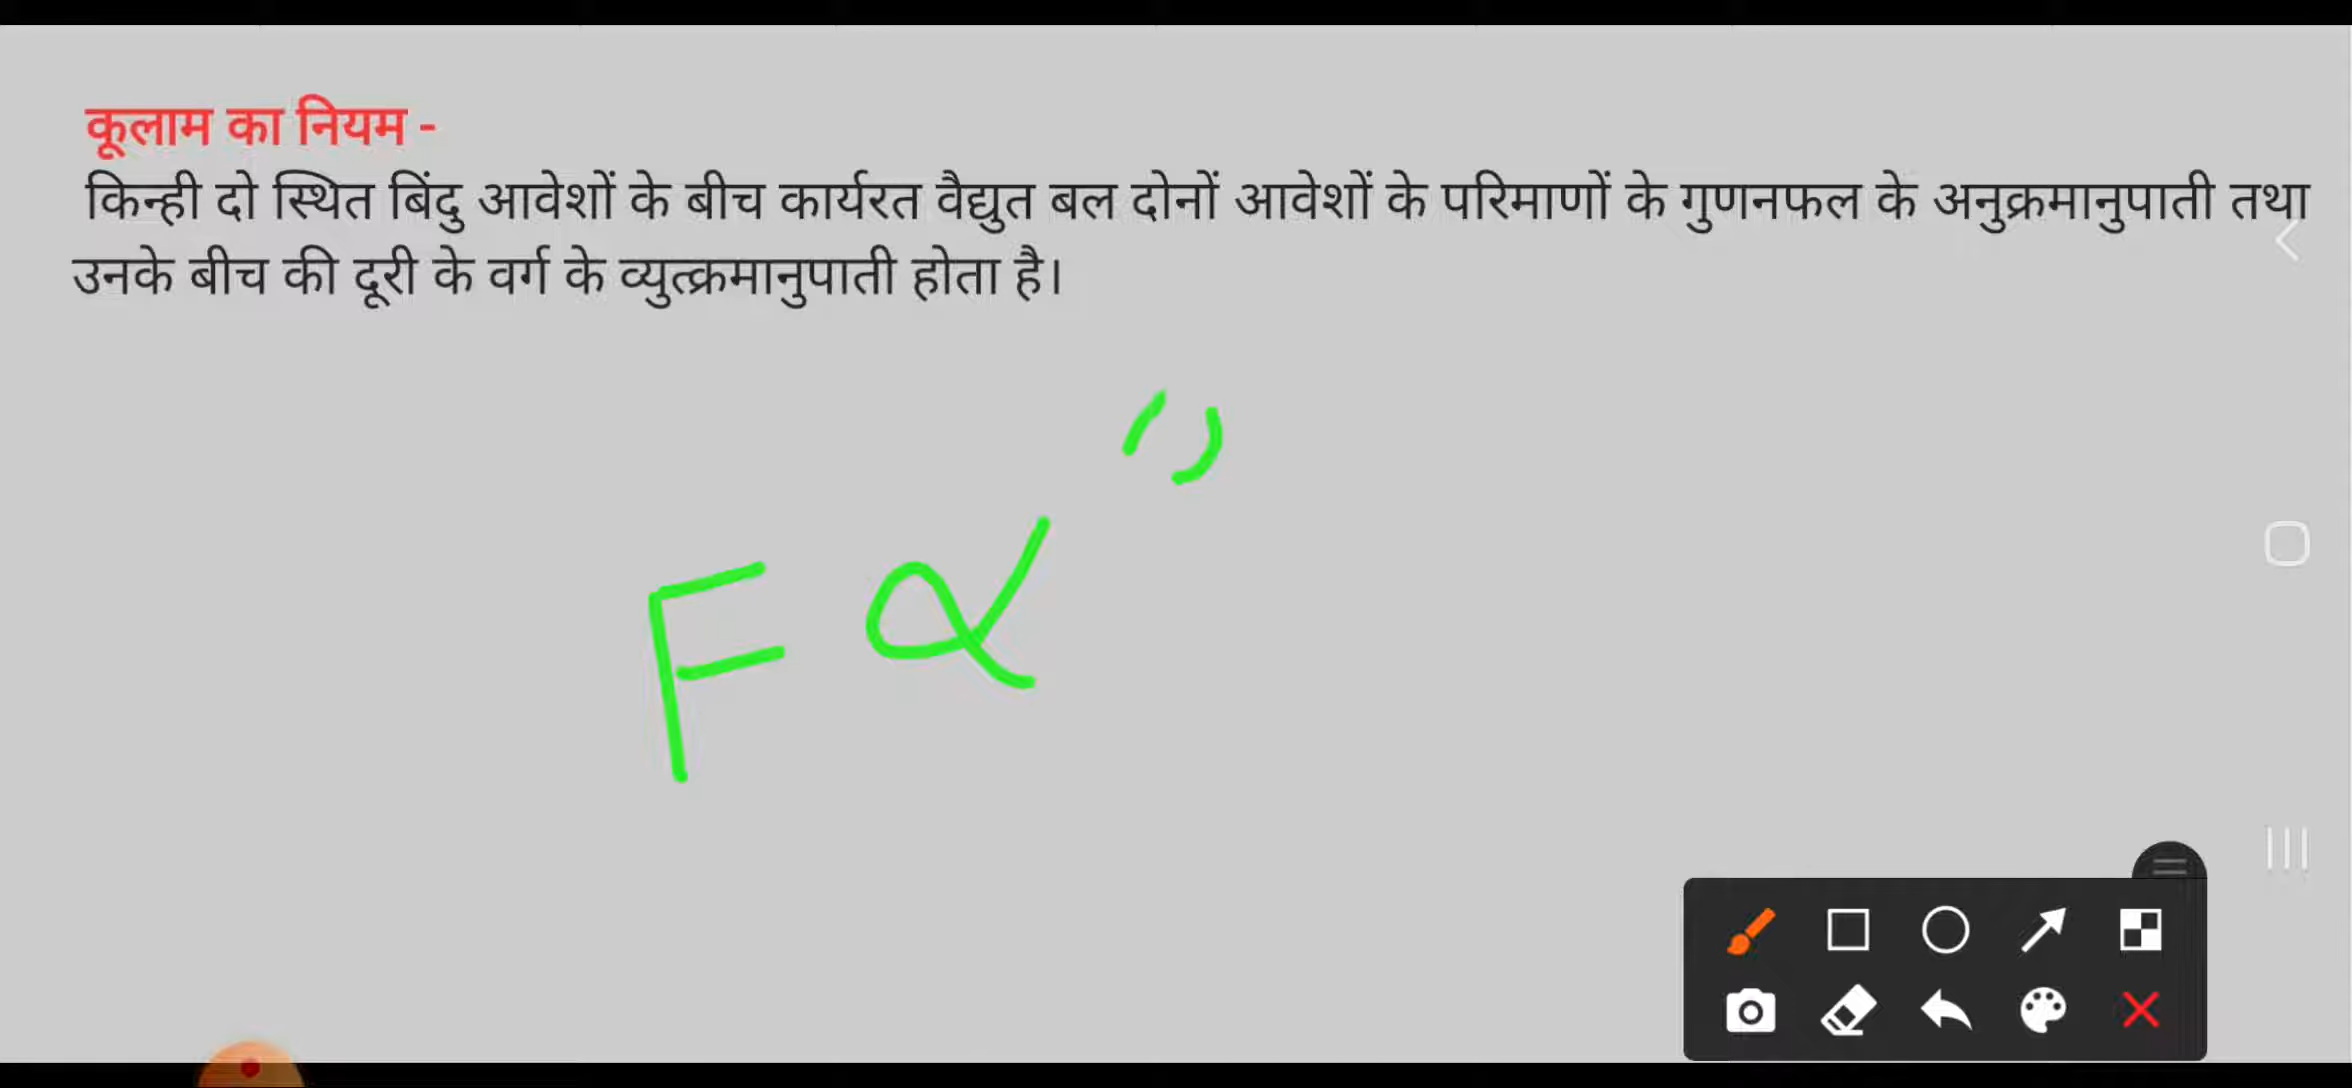 कूलाम का नियम -
किन्ही दो स्थित बिंदु आवेशों के बीच कार्यरत वैद्युत बल दोनों आवेशों के परिमाणों के गुणनफल के अनुक्रमानुपाती तथा
उनके बीच की दूरी के वर्ग के व्युत्क्रमानुपाती होता है।
F α